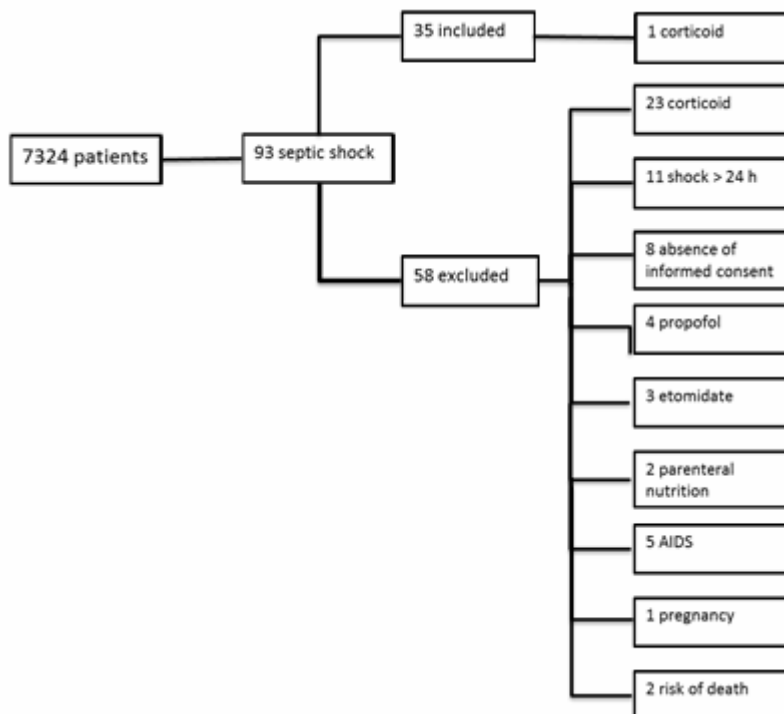 7324 patients
93 septic shock
35 included
1 corticoid
58 excluded
23 corticoid
11 shock > 24 h
8 absence of
informed consent
4 propofol
3 etomidate
2 parenteral
nutrition
5 AIDS
1 pregnancy
2 risk of death